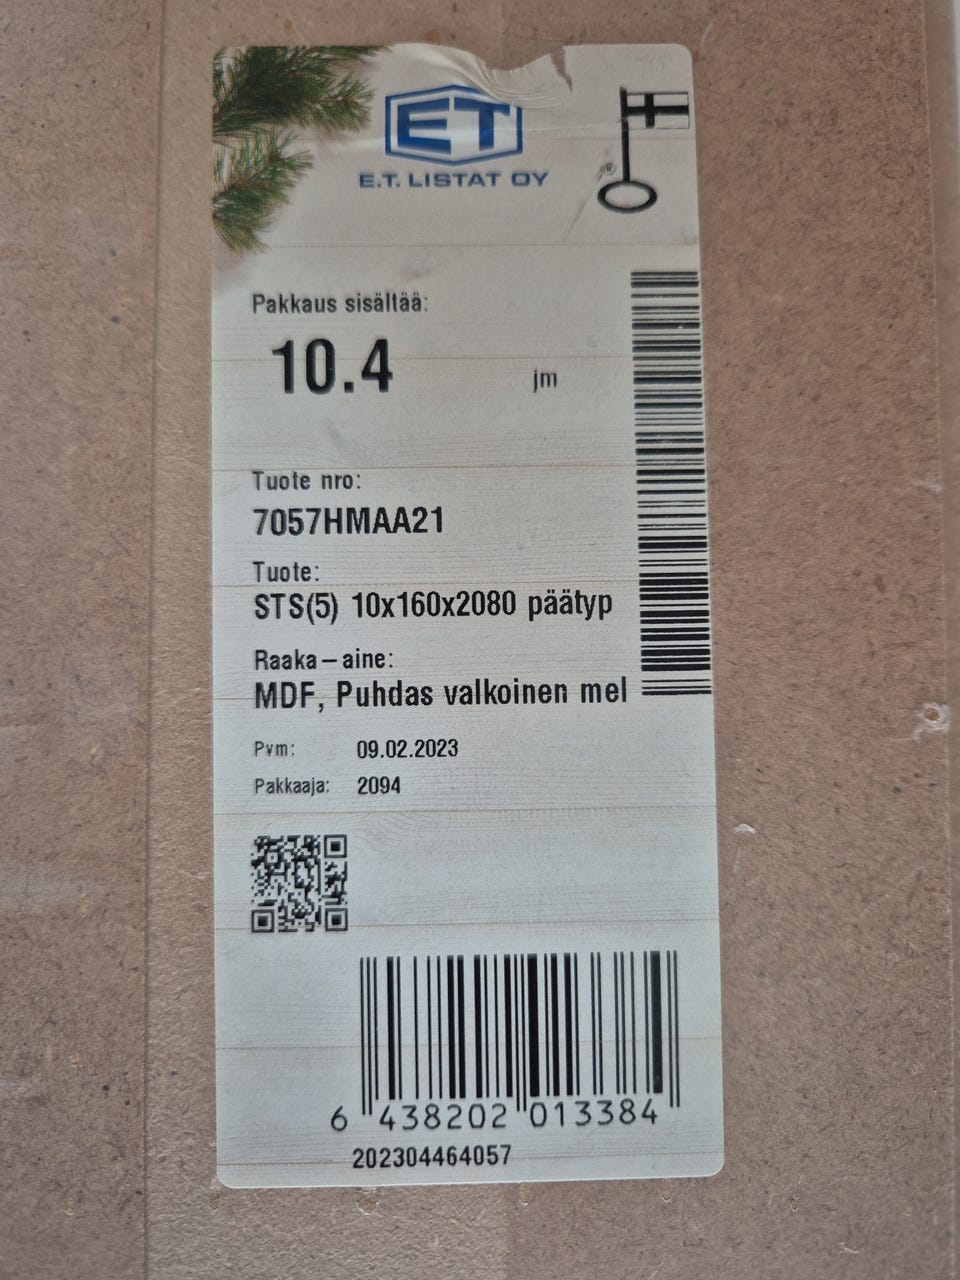 ET
E.T. LISTAT OY
®
Pakkaus sisältää:
10.4 jm
Tuote nro:
7057HMAA21
Tuote:
STS(5) 10x160x2080 päätyp
Raaka-aine:
MDF, Puhdas valkoinen mel
Pvm: 09.02.2023
Pakkaaja: 2094
6 438202 013384
202304464057